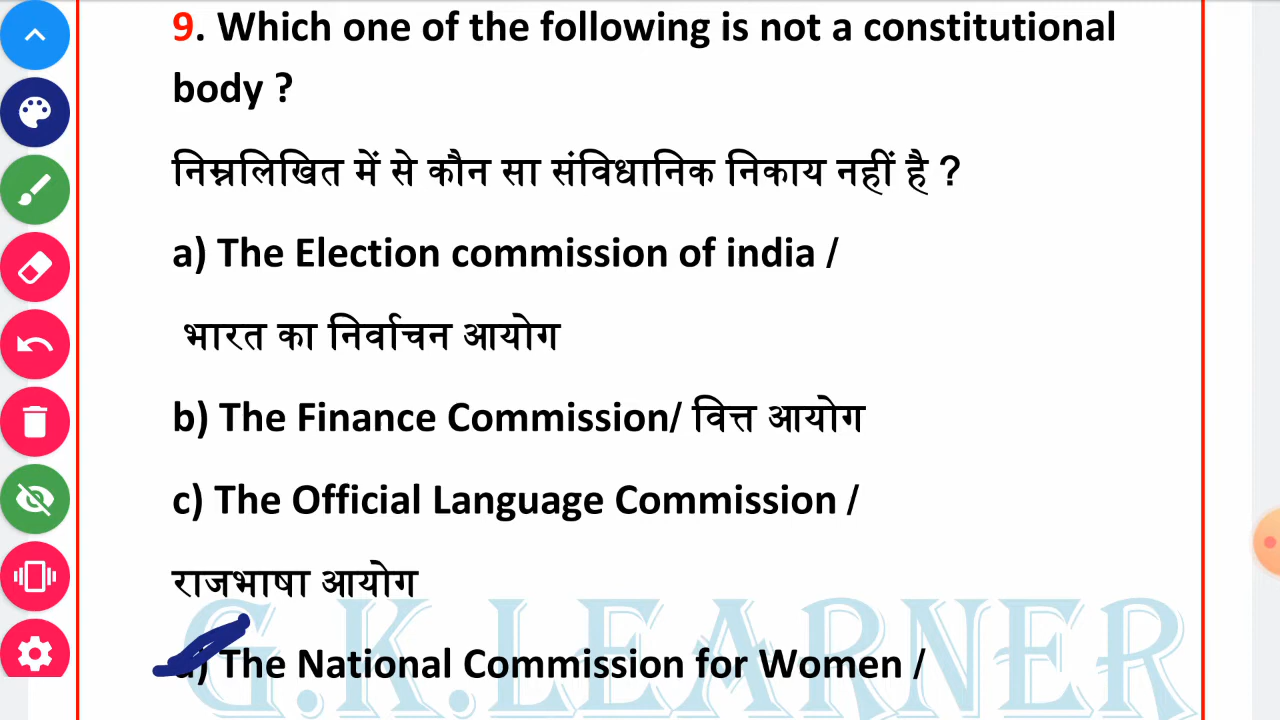 9. Which one of the following is not a constitutional
body ?
निम्नलिखित में से कौन सा संविधानिक निकाय नहीं है ?
a) The Election commission of india /
भारत का निर्वाचन आयोग
b) The Finance Commission/ वित्त आयोग
c) The Official Language Commission /
राजभाषा आयोग
d) The National Commission for Women /
G.K.LEARNER